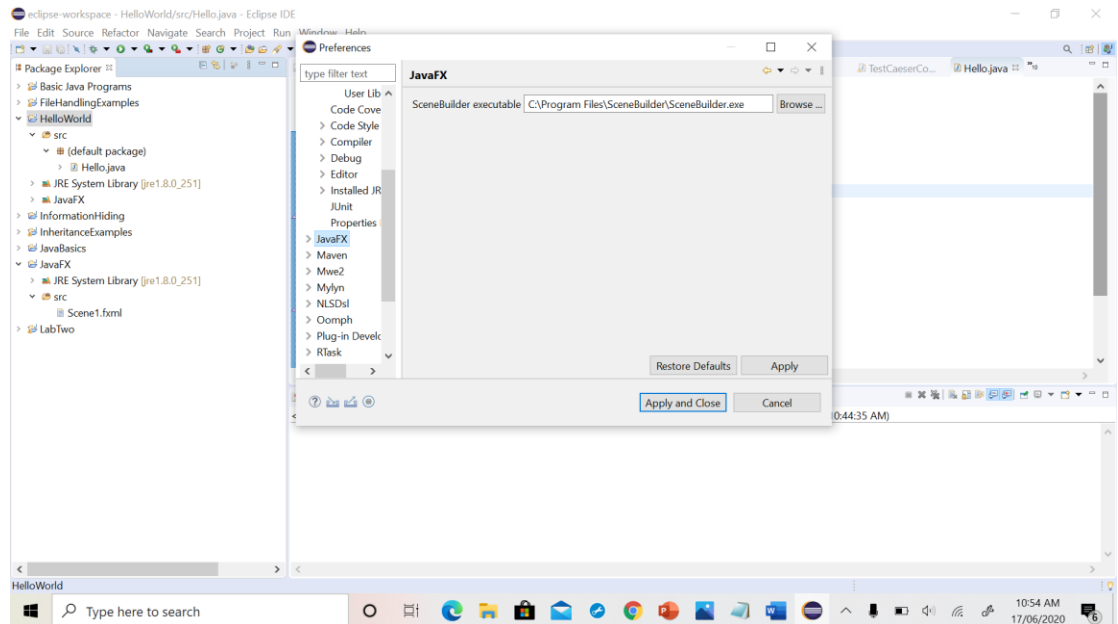 eclipse-workspace - HelloWorld/src/Hello.java - Eclipse IDE
File Edit Source Refactor Navigate Search Project Run Window Help
Package Explorer
Basic Java Programs
FileHandlingExamples
HelloWorld
src
(default package)
Hello.java
JRE System Library [jre1.8.0_251]
JavaFX
InformationHiding
InheritanceExamples
JavaBasics
JavaFX
JRE System Library [jre1.8.0_251]
src
Scene1.fxml
LabTwo
Preferences
type filter text
User Lib
Code Cove
Code Style
Compiler
Debug
Editor
Installed JR
JUnit
Properties
JavaFX
Maven
Mwe2
Mylyn
NLSDsl
Oomph
Plug-in Develc
RTask
JavaFX
SceneBuilder executable C:\Program Files\SceneBuilder\SceneBuilder.exe Browse ...
Restore Defaults Apply
Apply and Close Cancel
TestCaeserCo... Hello.java
10:44:35 AM)
HelloWorld
Type here to search
10:54 AM
17/06/2020
6